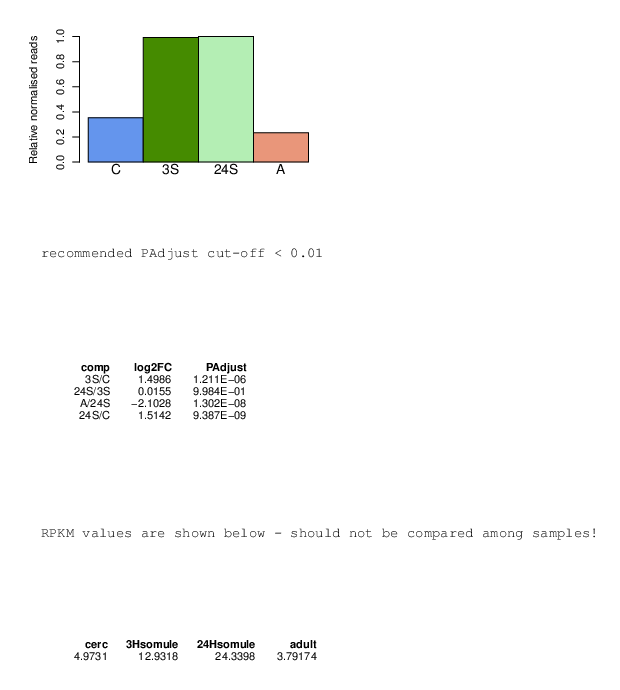 Relative normalised reads
1.0
0.8
0.6
0.4
0.2
0.0
C 3S 24S A
recommended PAdjust cut-off < 0.01
comp log2FC PAdjust
3S/C 1.4986 1.211E−06
24S/3S 0.0155 9.984E−01
A/24S −2.1028 1.302E−08
24S/C 1.5142 9.387E−09
RPKM values are shown below - should not be compared among samples!
cerc 3Hsomule 24Hsomule adult
4.9731 12.9318 24.3398 3.79174